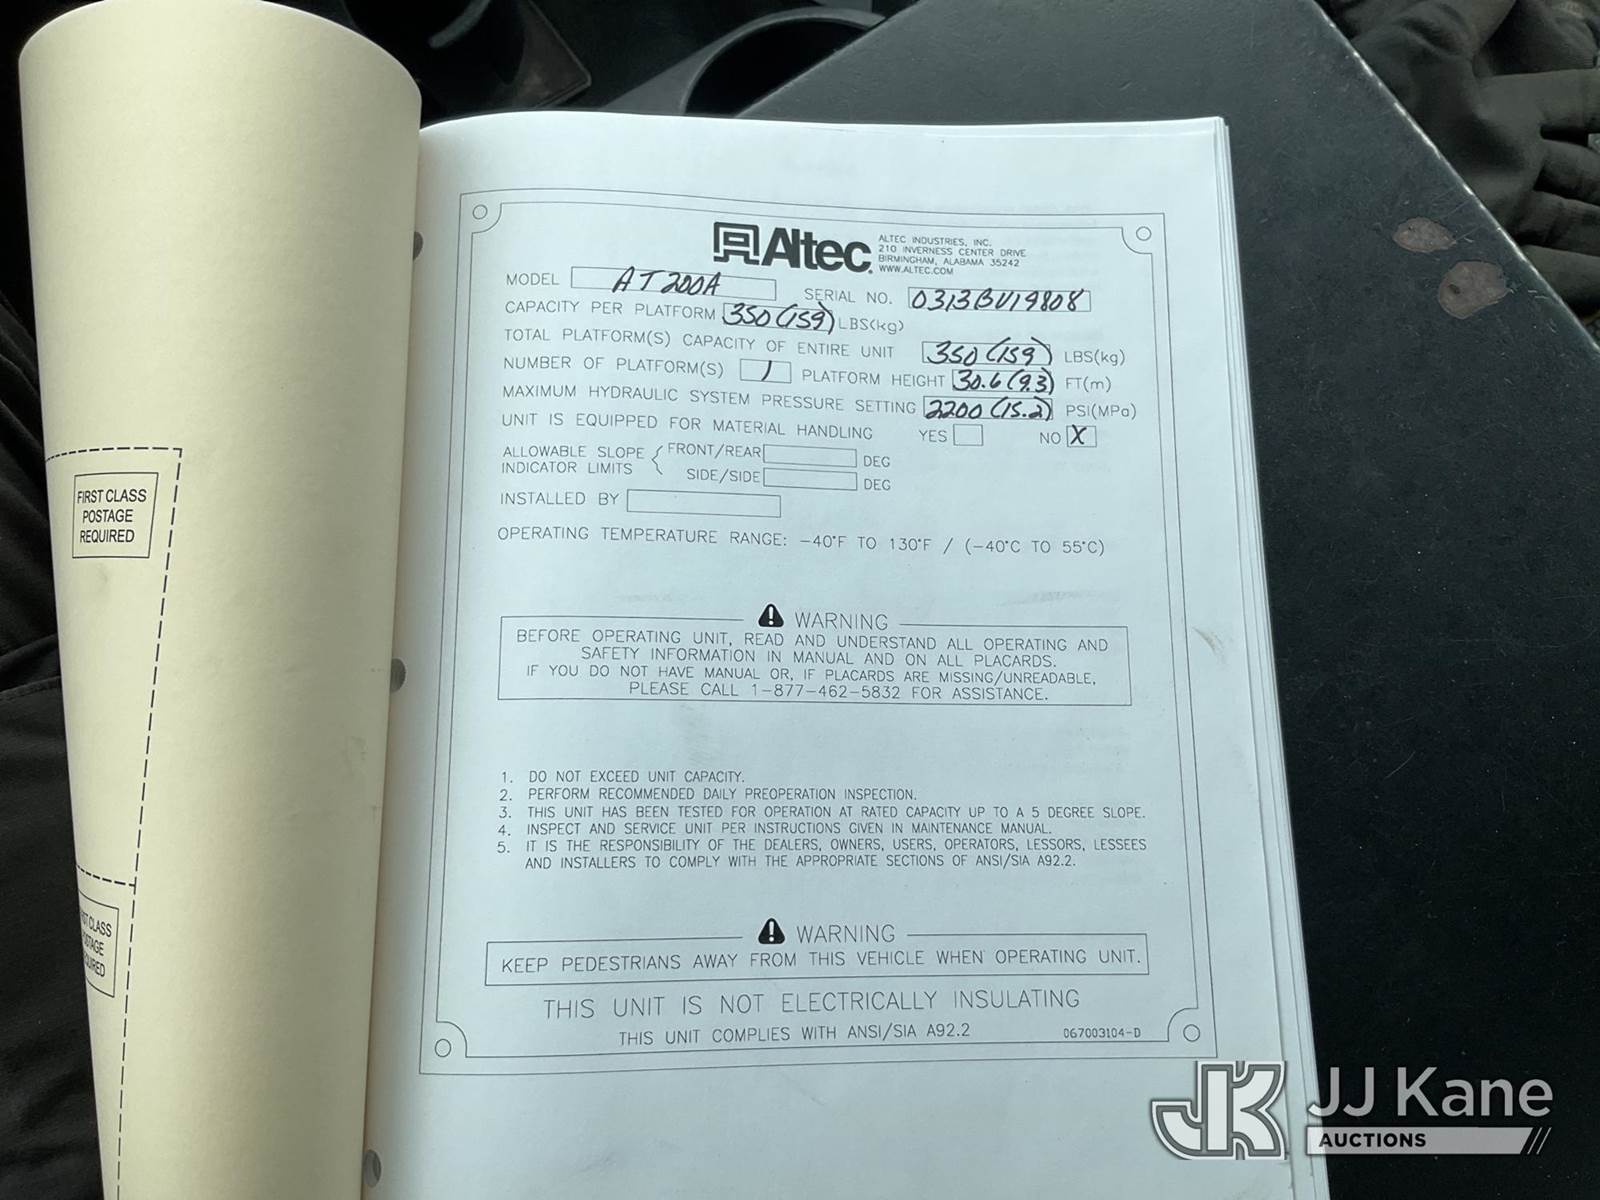 Altec®
ALTEC INDUSTRIES, INC.
210 INVERNESS CENTER DRIVE
BIRMINGHAM, ALABAMA 35242
WWW.ALTEC.COM
MODEL AT200A SERIAL NO. 0313BU19808
CAPACITY PER PLATFORM 350(159) LBS(kg)
TOTAL PLATFORM(S) CAPACITY OF ENTIRE UNIT 350(159) LBS(kg)
NUMBER OF PLATFORM(S) 1 PLATFORM HEIGHT 30.6(9.3) FT(m)
MAXIMUM HYDRAULIC SYSTEM PRESSURE SETTING 2200(15.2) PSI(MPa)
UNIT IS EQUIPPED FOR MATERIAL HANDLING YES NO X
ALLOWABLE SLOPE FRONT/REAR DEG
INDICATOR LIMITS SIDE/SIDE DEG
INSTALLED BY
OPERATING TEMPERATURE RANGE: -40°F TO 130°F / (-40°C TO 55°C)
WARNING
BEFORE OPERATING UNIT, READ AND UNDERSTAND ALL OPERATING AND
SAFETY INFORMATION IN MANUAL AND ON ALL PLACARDS.
IF YOU DO NOT HAVE MANUAL OR, IF PLACARDS ARE MISSING/UNREADABLE,
PLEASE CALL 1-877-462-5832 FOR ASSISTANCE.
1. DO NOT EXCEED UNIT CAPACITY.
2. PERFORM RECOMMENDED DAILY PREOPERATION INSPECTION.
3. THIS UNIT HAS BEEN TESTED FOR OPERATION AT RATED CAPACITY UP TO A 5 DEGREE SLOPE.
4. INSPECT AND SERVICE UNIT PER INSTRUCTIONS GIVEN IN MAINTENANCE MANUAL.
5. IT IS THE RESPONSIBILITY OF THE DEALERS, OWNERS, USERS, OPERATORS, LESSORS, LESSEES
AND INSTALLERS TO COMPLY WITH THE APPROPRIATE SECTIONS OF ANSI/SIA A92.2.
WARNING
KEEP PEDESTRIANS AWAY FROM THIS VEHICLE WHEN OPERATING UNIT.
THIS UNIT IS NOT ELECTRICALLY INSULATING
THIS UNIT COMPLIES WITH ANSI/SIA A92.2 067003104-D
FIRST CLASS
POSTAGE
REQUIRED
CLASS
JK JJ Kane
AUCTIONS